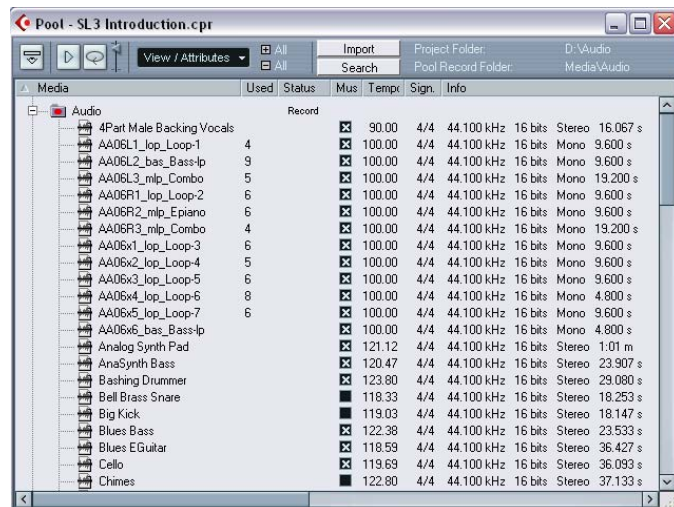 Pool - SL3 Introduction.cpr
View / Attributes All Import Project Folder: D:\Audio
All Search Pool Record Folder: Media\Audio
Media Used Status Mus Tempo Sign. Info
Audio Record
4Part Male Backing Vocals 90.00 4/4 44.100 kHz 16 bits Stereo 16.067 s
AA06L1_lop_Loop-1 4 100.00 4/4 44.100 kHz 16 bits Mono 9.600 s
AA06L2_bas_Bass-lp 9 100.00 4/4 44.100 kHz 16 bits Mono 9.600 s
AA06L3_mlp_Combo 5 100.00 4/4 44.100 kHz 16 bits Mono 19.200 s
AA06R1_lop_Loop-2 6 100.00 4/4 44.100 kHz 16 bits Mono 9.600 s
AA06R2_mlp_Epiano 6 100.00 4/4 44.100 kHz 16 bits Mono 9.600 s
AA06R3_mlp_Combo 4 100.00 4/4 44.100 kHz 16 bits Mono 19.200 s
AA06x1_lop_Loop-3 6 100.00 4/4 44.100 kHz 16 bits Mono 9.600 s
AA06x2_lop_Loop-4 5 100.00 4/4 44.100 kHz 16 bits Mono 9.600 s
AA06x3_lop_Loop-5 6 100.00 4/4 44.100 kHz 16 bits Mono 9.600 s
AA06x4_lop_Loop-6 8 100.00 4/4 44.100 kHz 16 bits Mono 4.800 s
AA06x5_lop_Loop-7 6 100.00 4/4 44.100 kHz 16 bits Mono 9.600 s
AA06x6_bas_Bass-lp 100.00 4/4 44.100 kHz 16 bits Mono 4.800 s
Analog Synth Pad 121.12 4/4 44.100 kHz 16 bits Stereo 1:01 m
AnaSynth Bass 120.47 4/4 44.100 kHz 16 bits Stereo 23.907 s
Bashing Drummer 123.80 4/4 44.100 kHz 16 bits Stereo 29.080 s
Bell Brass Snare 118.33 4/4 44.100 kHz 16 bits Stereo 18.253 s
Big Kick 119.03 4/4 44.100 kHz 16 bits Stereo 18.147 s
Blues Bass 122.38 4/4 44.100 kHz 16 bits Stereo 23.533 s
Blues EGuitar 118.59 4/4 44.100 kHz 16 bits Stereo 36.427 s
Cello 119.69 4/4 44.100 kHz 16 bits Stereo 36.093 s
Chimes 122.80 4/4 44.100 kHz 16 bits Stereo 37.133 s